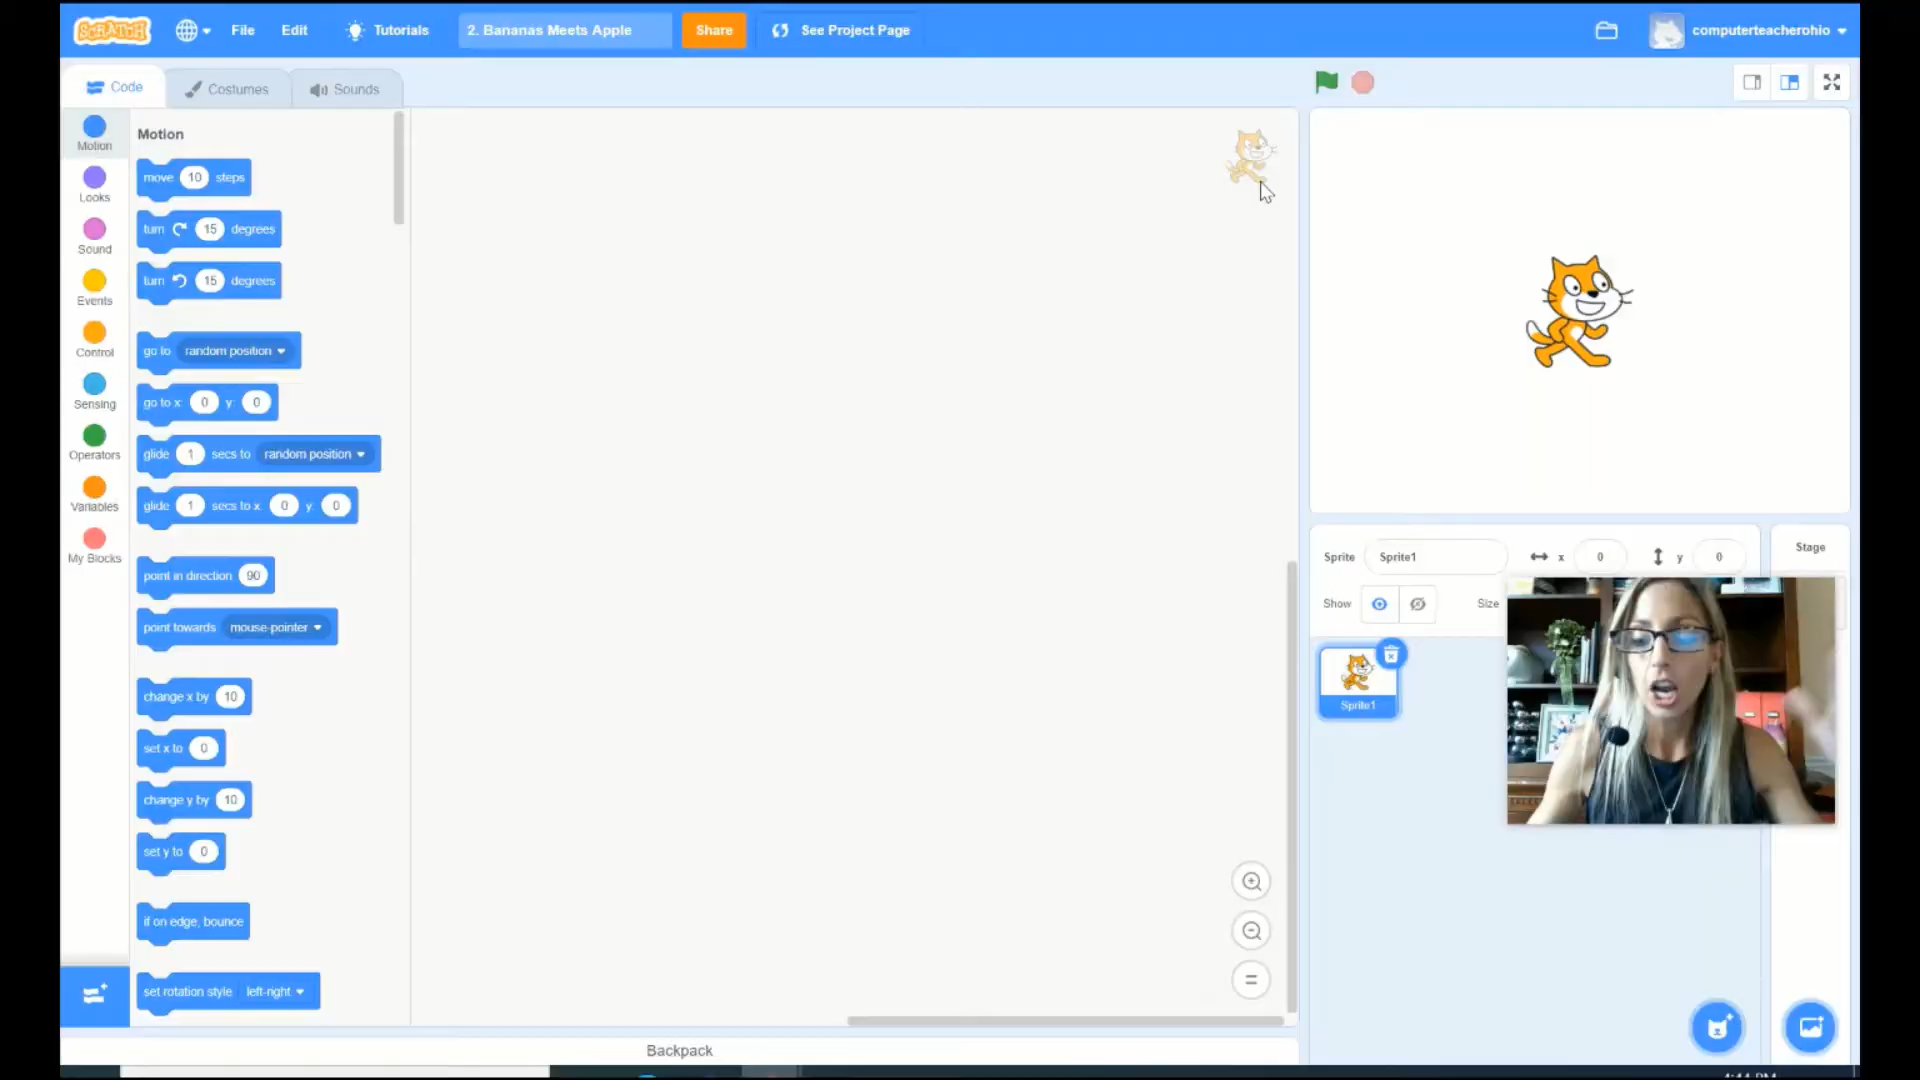 SCRATCH
File
Edit
Tutorials
2. Bananas Meets Apple
Share
See Project Page
computerteacherohio
Code
Costumes
Sounds
Motion
Looks
Sound
Events
Control
Sensing
Operators
Variables
My Blocks
Motion
move 10 steps
turn 15 degrees
turn 15 degrees
go to random position
go to x: 0 y: 0
glide 1 secs to random position
glide 1 secs to x: 0 y: 0
point in direction 90
point towards mouse-pointer
change x by 10
set x to 0
change y by 10
set y to 0
if on edge, bounce
set rotation style left-right
Backpack
Sprite Sprite1 x 0 y 0
Show Size
Sprite1
Stage